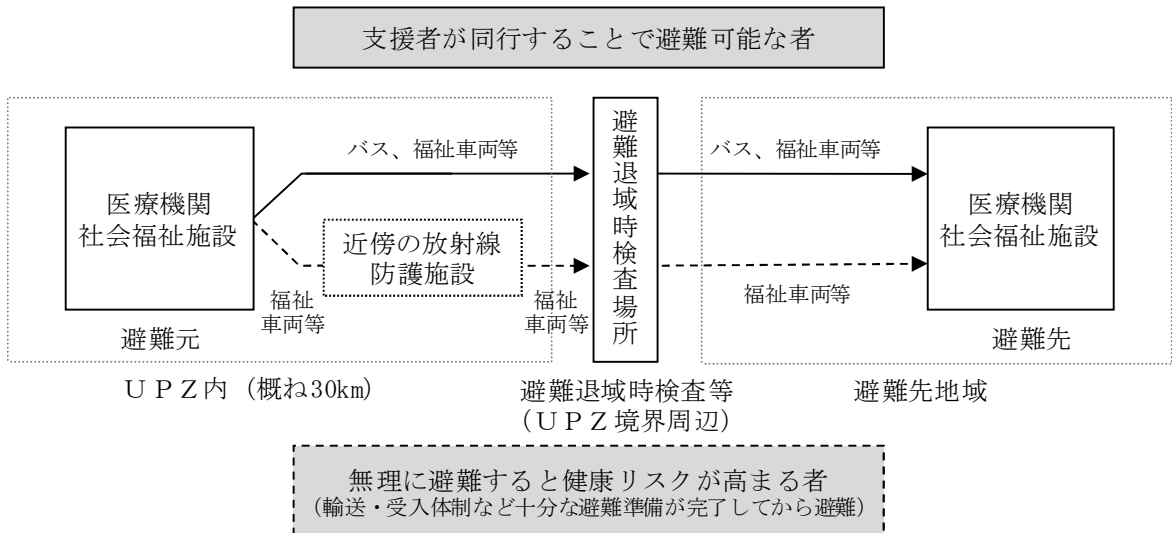 支援者が同行することで避難可能な者
医療機関
社会福祉施設
避難元
バス、福祉車両等
近傍の放射線
防護施設
福祉
車両等
福祉
車両等
避難退域時検査場所
バス、福祉車両等
福祉車両等
医療機関
社会福祉施設
避難先
ＵＰＺ内（概ね30km）
避難退域時検査等
（ＵＰＺ境界周辺）
避難先地域
無理に避難すると健康リスクが高まる者
（輸送・受入体制など十分な避難準備が完了してから避難）